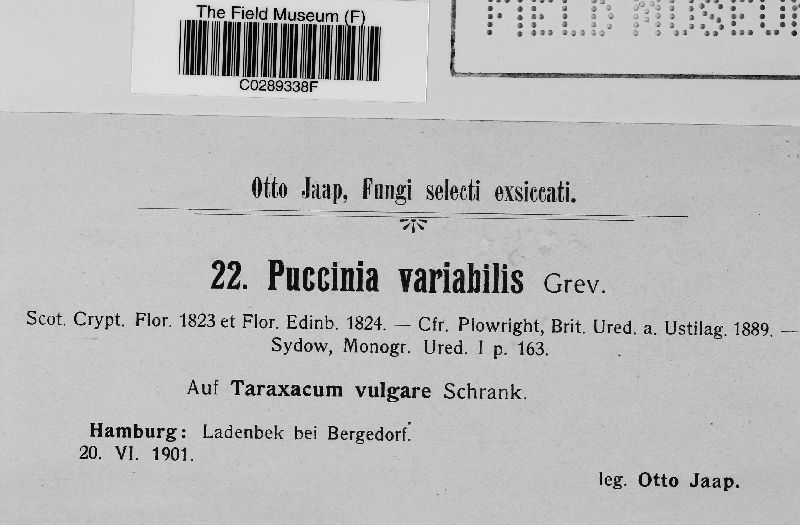 The Field Museum (F)
FIELD MUSEUM
C0289338F
Otto Jaap, Fungi selecti exsiccati.
22. Puccinia variabilis Grev.
Scot. Crypt. Flor. 1823 et Flor. Edinb. 1824. — Cfr. Plowright, Brit. Ured. a. Ustilag. 1889. —
Sydow, Monogr. Ured. I p. 163.
Auf Taraxacum vulgare Schrank.
Hamburg: Ladenbek bei Bergedorf.
20. VI. 1901.
leg. Otto Jaap.